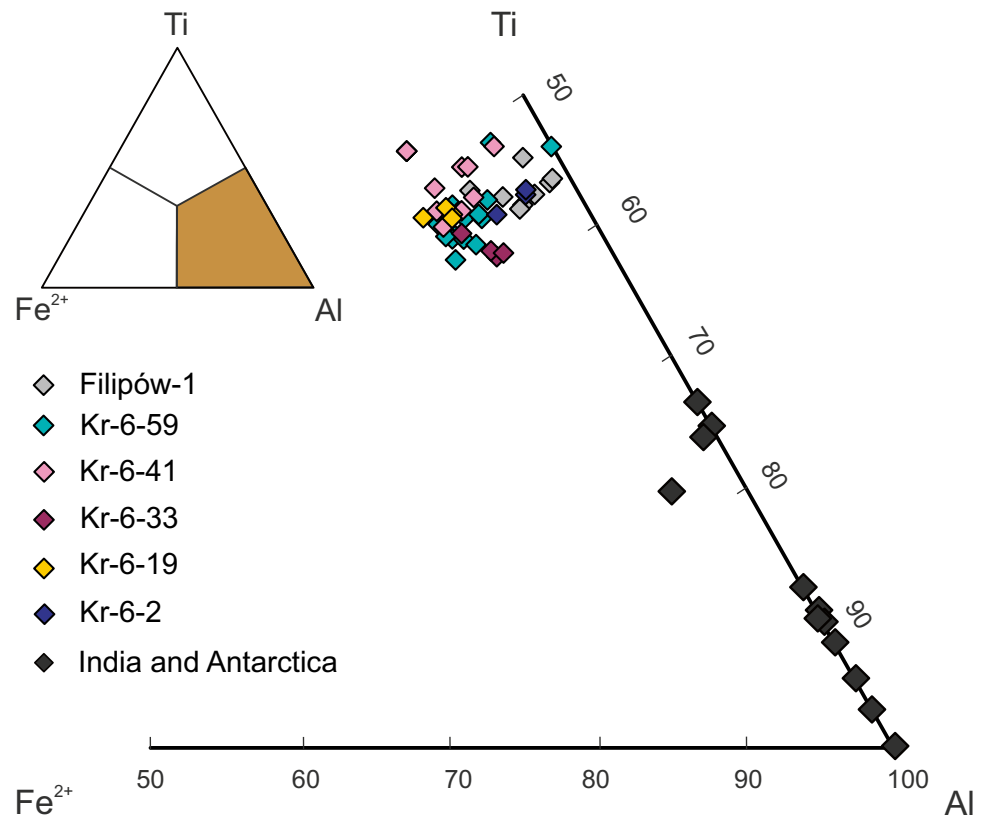 Ti
Ti
50
60
70
80
90
Fe²⁺
Al
Filipów-1
Kr-6-59
Kr-6-41
Kr-6-33
Kr-6-19
Kr-6-2
India and Antarctica
50 60 70 80 90 100
Fe²⁺
Al